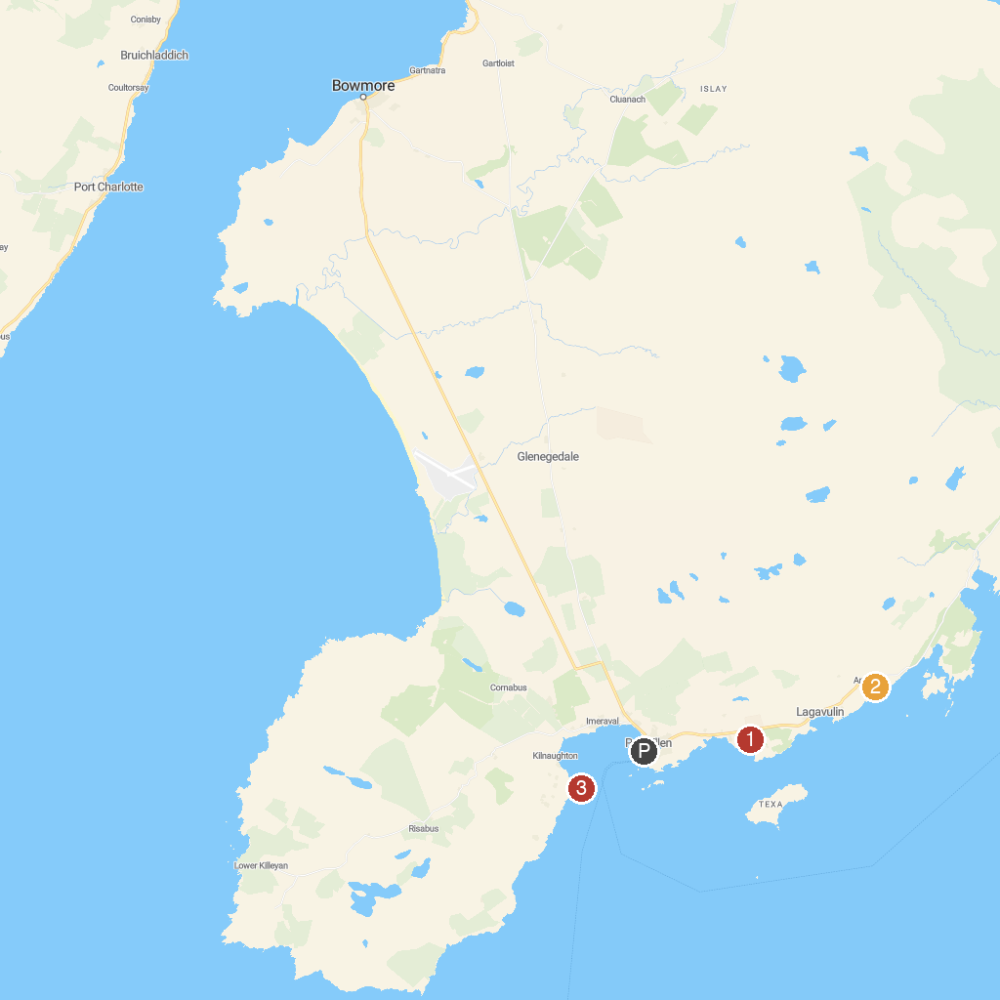 Conisby
Bruichladdich
Gartloist
Gartnatra
Coultorsay
Bowmore
ISLAY
Cluanach
Port Charlotte
Glenegedale
2
Cornabus
Lagavulin
Imeraval
1
P
Kilnaughton
3
TEXA
Risabus
Lower Killeyan